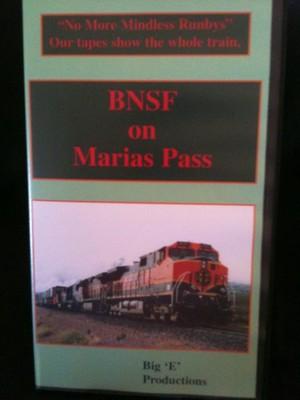 "No More Mindless Runbys"
Our tapes show the whole train,
BNSF
on
Marias Pass
Big 'E'
Productions